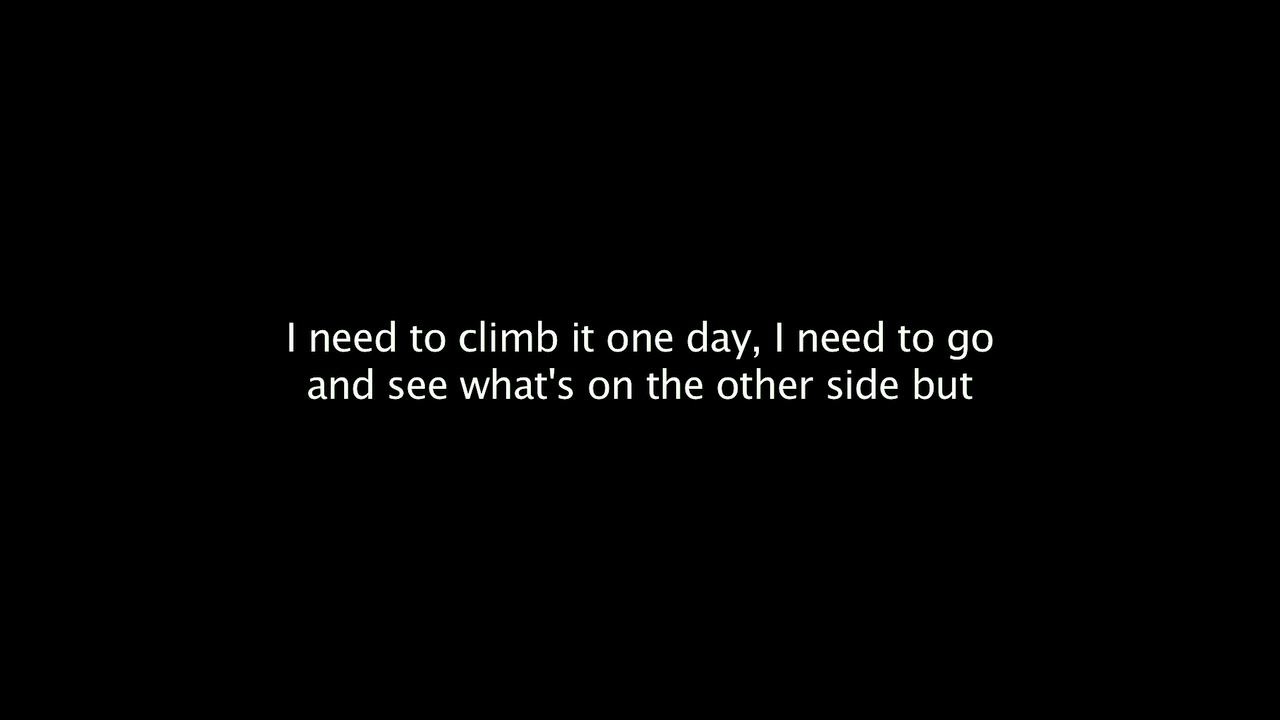 I need to climb it one day, I need to go
and see what's on the other side but